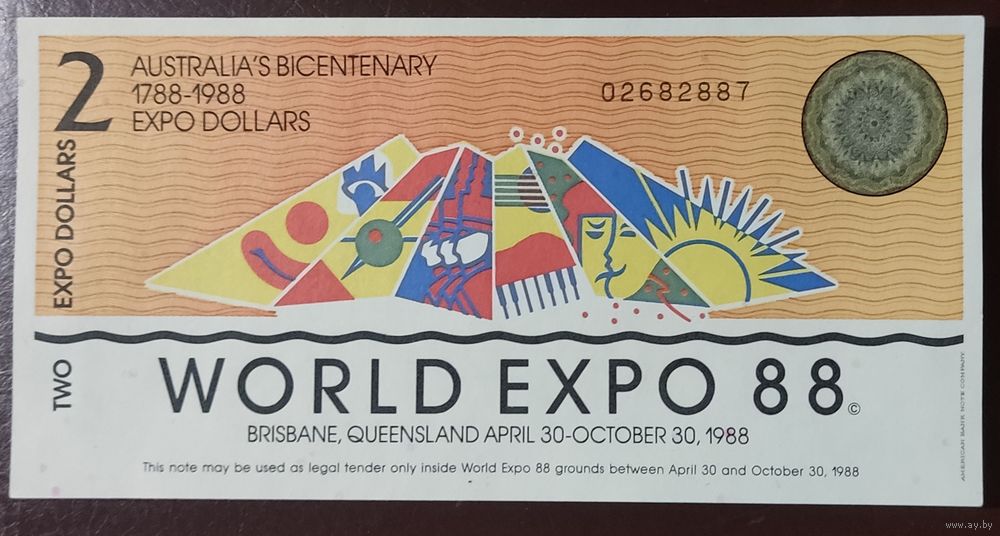 2
AUSTRALIA'S BICENTENARY
1788-1988
EXPO DOLLARS
02682887
TWO EXPO DOLLARS
WORLD EXPO 88©
BRISBANE, QUEENSLAND APRIL 30-OCTOBER 30, 1988
This note may be used as legal tender only inside World Expo 88 grounds between April 30 and October 30, 1988
AMERICAN BANK NOTE COMPANY
www.ay.by